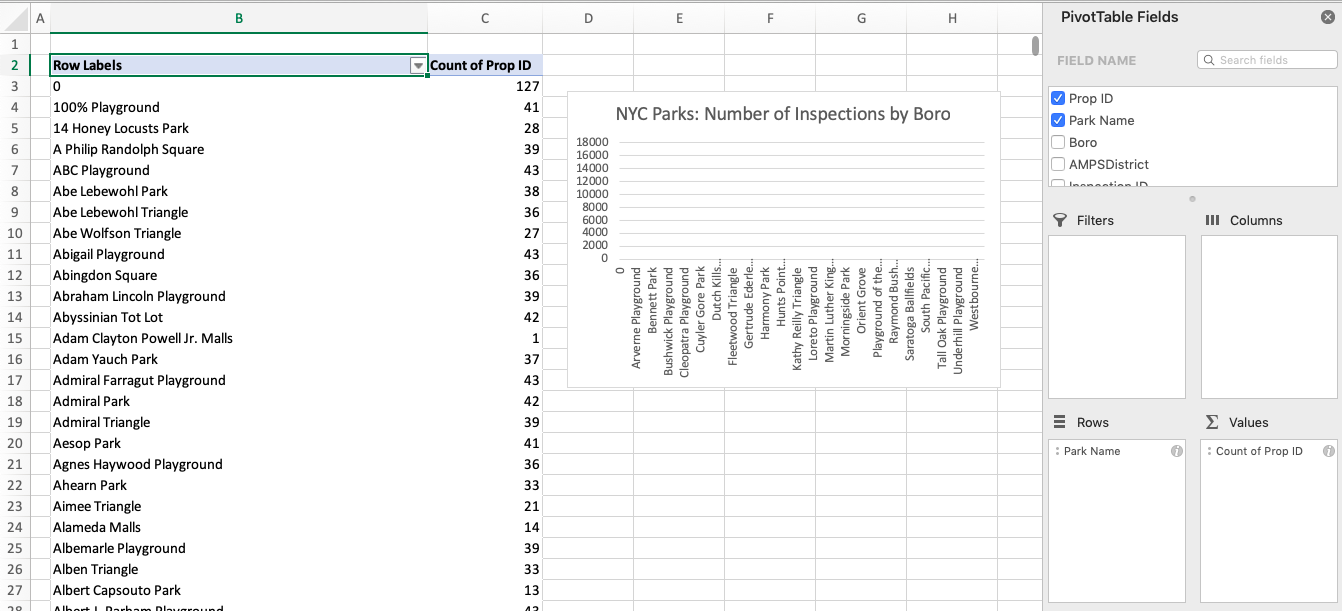 A B C D E F G H
1
2 Row Labels Count of Prop ID
3 0 127
4 100% Playground 41
5 14 Honey Locusts Park 28
6 A Philip Randolph Square 39
7 ABC Playground 43
8 Abe Lebewohl Park 38
9 Abe Lebewohl Triangle 36
10 Abe Wolfson Triangle 27
11 Abigail Playground 43
12 Abingdon Square 36
13 Abraham Lincoln Playground 39
14 Abyssinian Tot Lot 42
15 Adam Clayton Powell Jr. Malls 1
16 Adam Yauch Park 37
17 Admiral Farragut Playground 43
18 Admiral Park 42
19 Admiral Triangle 39
20 Aesop Park 41
21 Agnes Haywood Playground 36
22 Ahearn Park 33
23 Aimee Triangle 21
24 Alameda Malls 14
25 Albemarle Playground 39
26 Alben Triangle 33
27 Albert Capsouto Park 13
28 Albert J. Parham Playground 43
NYC Parks: Number of Inspections by Boro
18000
16000
14000
12000
10000
8000
6000
4000
2000
0
0
Arverne Playground
Bennett Park
Bushwick Playground
Cleopatra Playground
Cuyler Gore Park
Dutch Kills...
Fleetwood Triangle
Gertrude Ederle...
Harmony Park
Hunts Point...
Kathy Reilly Triangle
Loreto Playground
Martin Luther King...
Morningside Park
Orient Grove
Playground of the...
Raymond Bush...
Saratoga Ballfields
South Pacific...
Tall Oak Playground
Underhill Playground
Westbourne...
PivotTable Fields
FIELD NAME Search fields
Prop ID
Park Name
Boro
AMPSDistrict
Inspection ID
Filters Columns
Rows Values
Park Name Count of Prop ID